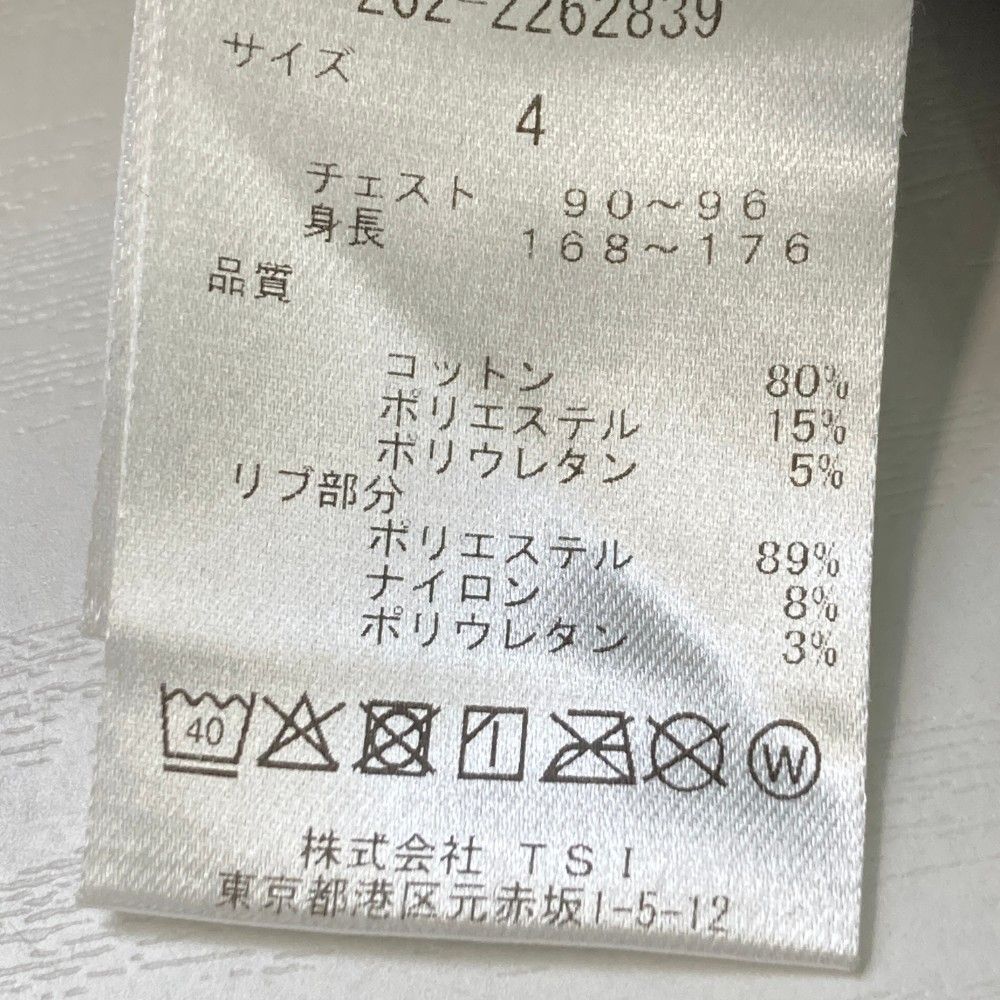 262-2262839
サイズ
4
チェスト 90～96
身長 168～176
品質
コットン 80%
ポリエステル 15%
ポリウレタン 5%
リブ部分
ポリエステル 89%
ナイロン 8%
ポリウレタン 3%
40 W
株式会社 TSI
東京都港区元赤坂1-5-12